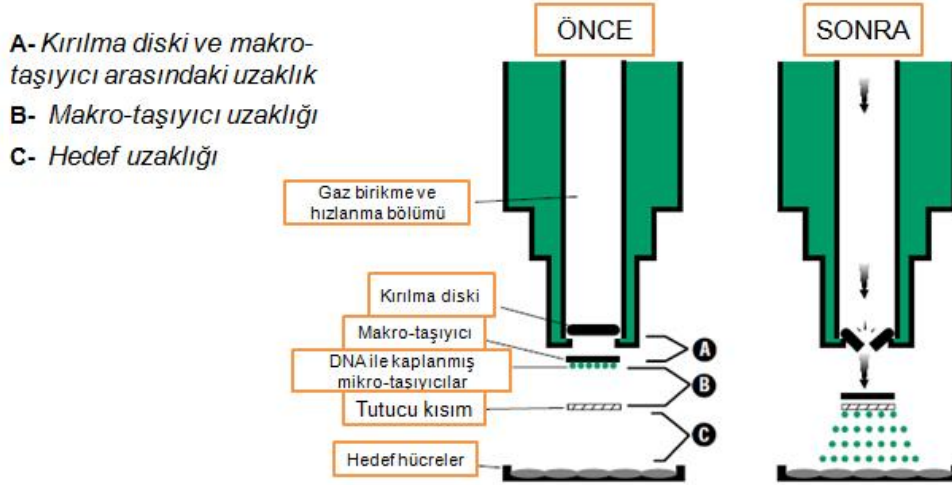 A- Kırılma diski ve makro-
taşıyıcı arasındaki uzaklık
B- Makro-taşıyıcı uzaklığı
C- Hedef uzaklığı
ÖNCE
SONRA
Gaz birikme ve
hızlanma bölümü
Kırılma diski
Makro-taşıyıcı
DNA ile kaplanmış
mikro-taşıyıcılar
Tutucu kısım
Hedef hücreler
A
B
C